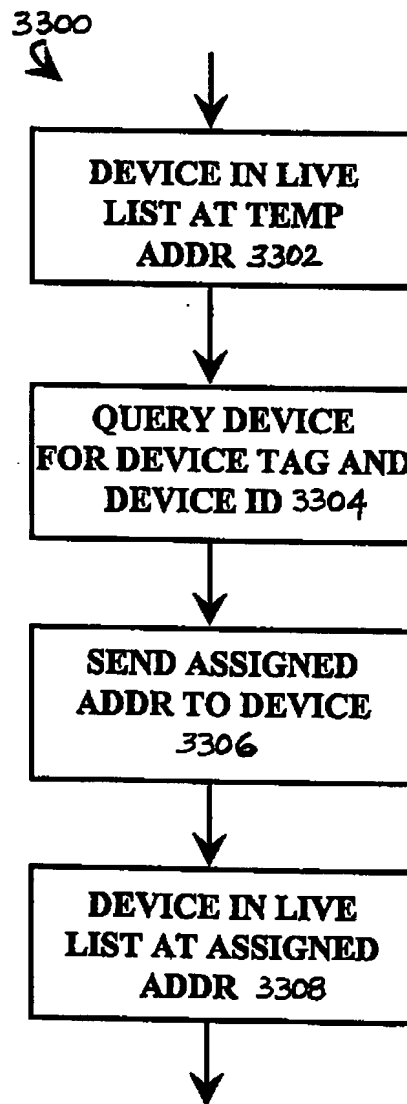 3300
DEVICE IN LIVE
LIST AT TEMP
ADDR 3302
QUERY DEVICE
FOR DEVICE TAG AND
DEVICE ID 3304
SEND ASSIGNED
ADDR TO DEVICE
3306
DEVICE IN LIVE
LIST AT ASSIGNED
ADDR 3308